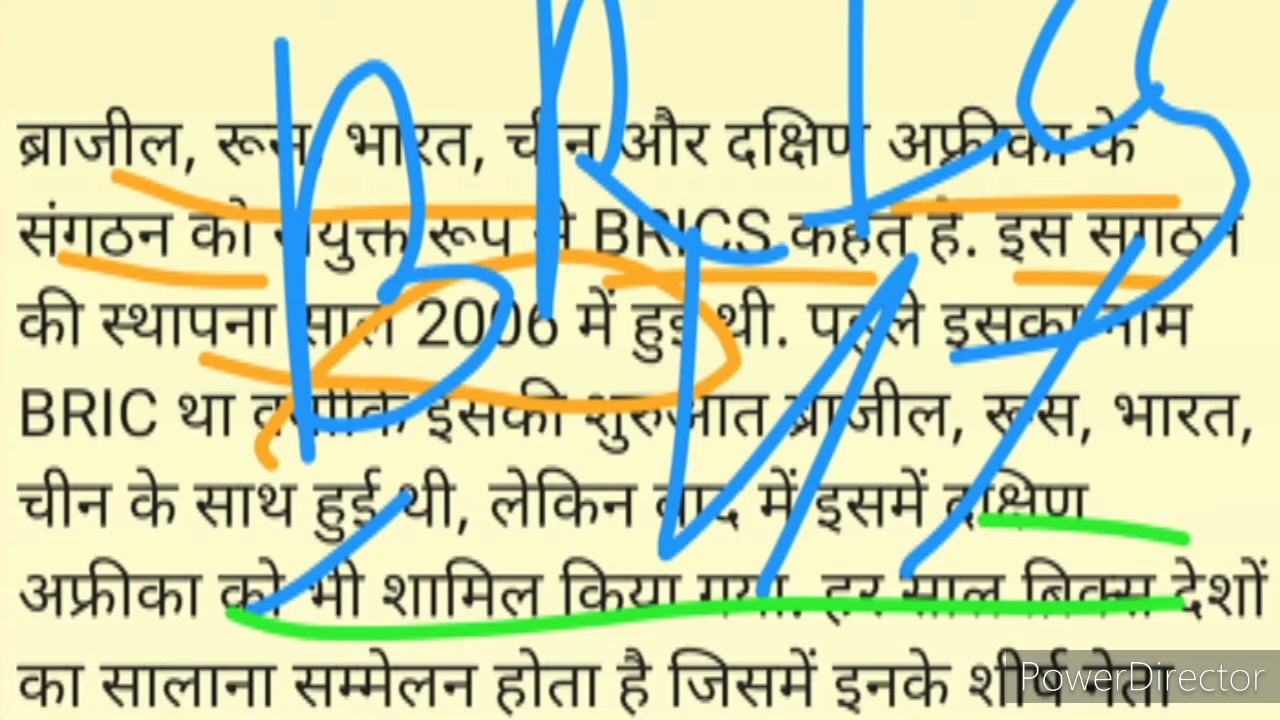 ब्राजील, रूस, भारत, चीन और दक्षिण अफ्रीका के
संगठन को संयुक्त रूप से BRICS कहते हैं. इस संगठन
की स्थापना साल 2006 में हुई थी. पहले इसका नाम
BRIC था क्योंकि इसकी शुरुआत ब्राजील, रूस, भारत,
चीन के साथ हुई थी, लेकिन बाद में इसमें दक्षिण
अफ्रीका को भी शामिल किया गया. हर साल ब्रिक्स देशों
का सालाना सम्मेलन होता है जिसमें इनके शीर्ष नेता
BRICS
PowerDirector